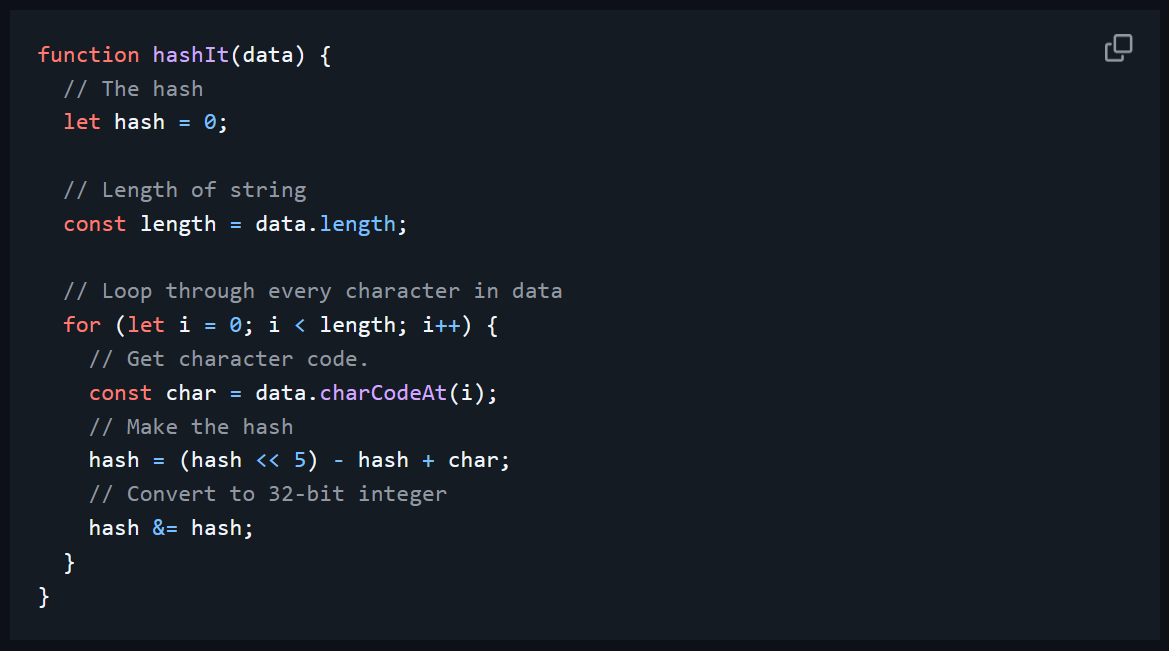 function hashIt(data) {
  // The hash
  let hash = 0;

  // Length of string
  const length = data.length;

  // Loop through every character in data
  for (let i = 0; i < length; i++) {
    // Get character code.
    const char = data.charCodeAt(i);
    // Make the hash
    hash = (hash << 5) - hash + char;
    // Convert to 32-bit integer
    hash &= hash;
  }
}